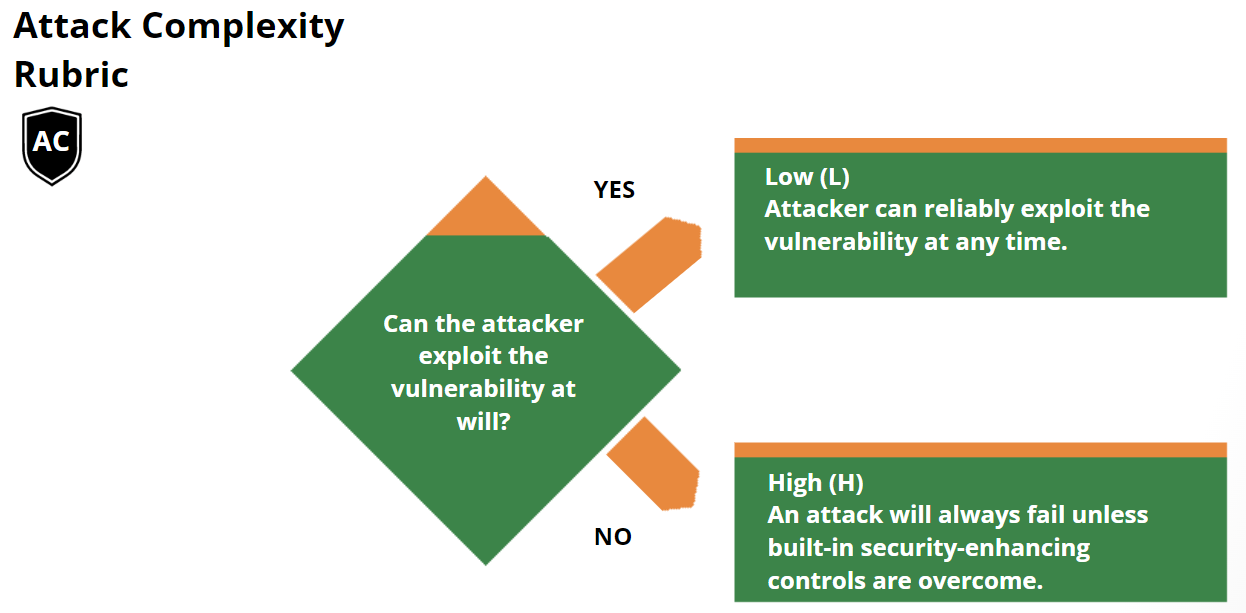 Attack Complexity
Rubric
AC
YES
Low (L)
Attacker can reliably exploit the
vulnerability at any time.
Can the attacker
exploit the
vulnerability at
will?
High (H)
An attack will always fail unless
built-in security-enhancing
controls are overcome.
NO